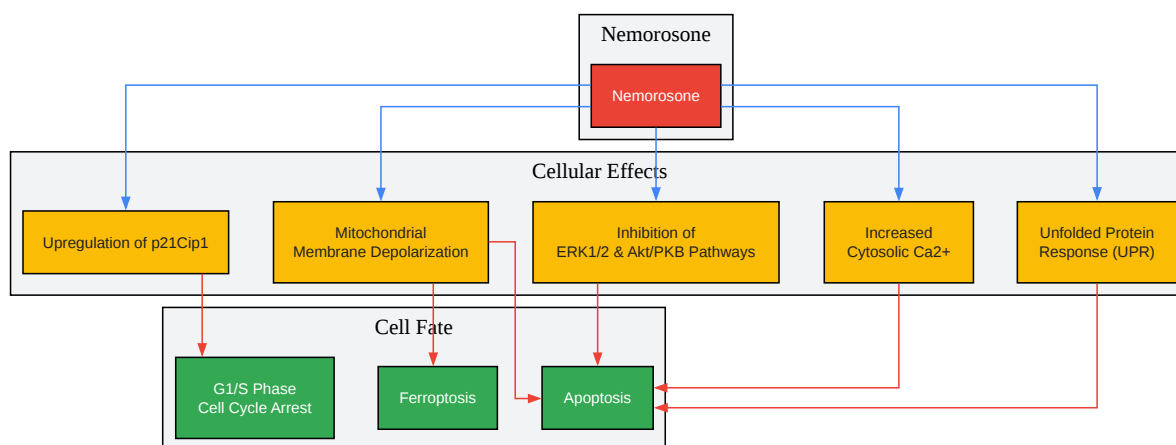 Nemorosone
Nemorosone
Cellular Effects
Upregulation of p21Cip1
Mitochondrial
Membrane Depolarization
Inhibition of
ERK1/2 & Akt/PKB Pathways
Increased
Cytosolic Ca2+
Unfolded Protein
Response (UPR)
Cell Fate
G1/S Phase
Cell Cycle Arrest
Ferroptosis
Apoptosis